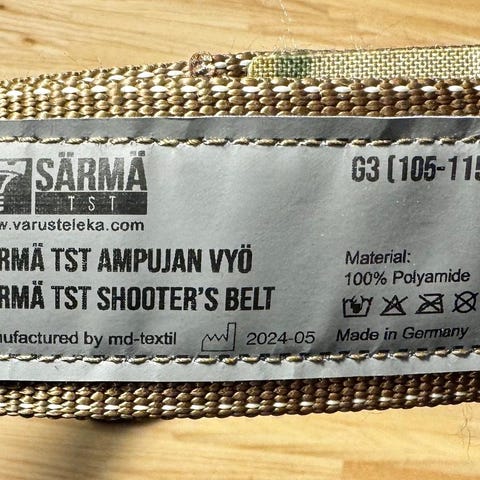 SÄRMÄ
TST
G3 (105-115
w.varusteleka.com
RMÄ TST AMPUJAN VYÖ
RMÄ TST SHOOTER'S BELT
Material:
100% Polyamide
nufactured by md-textil
2024-05
Made in Germany